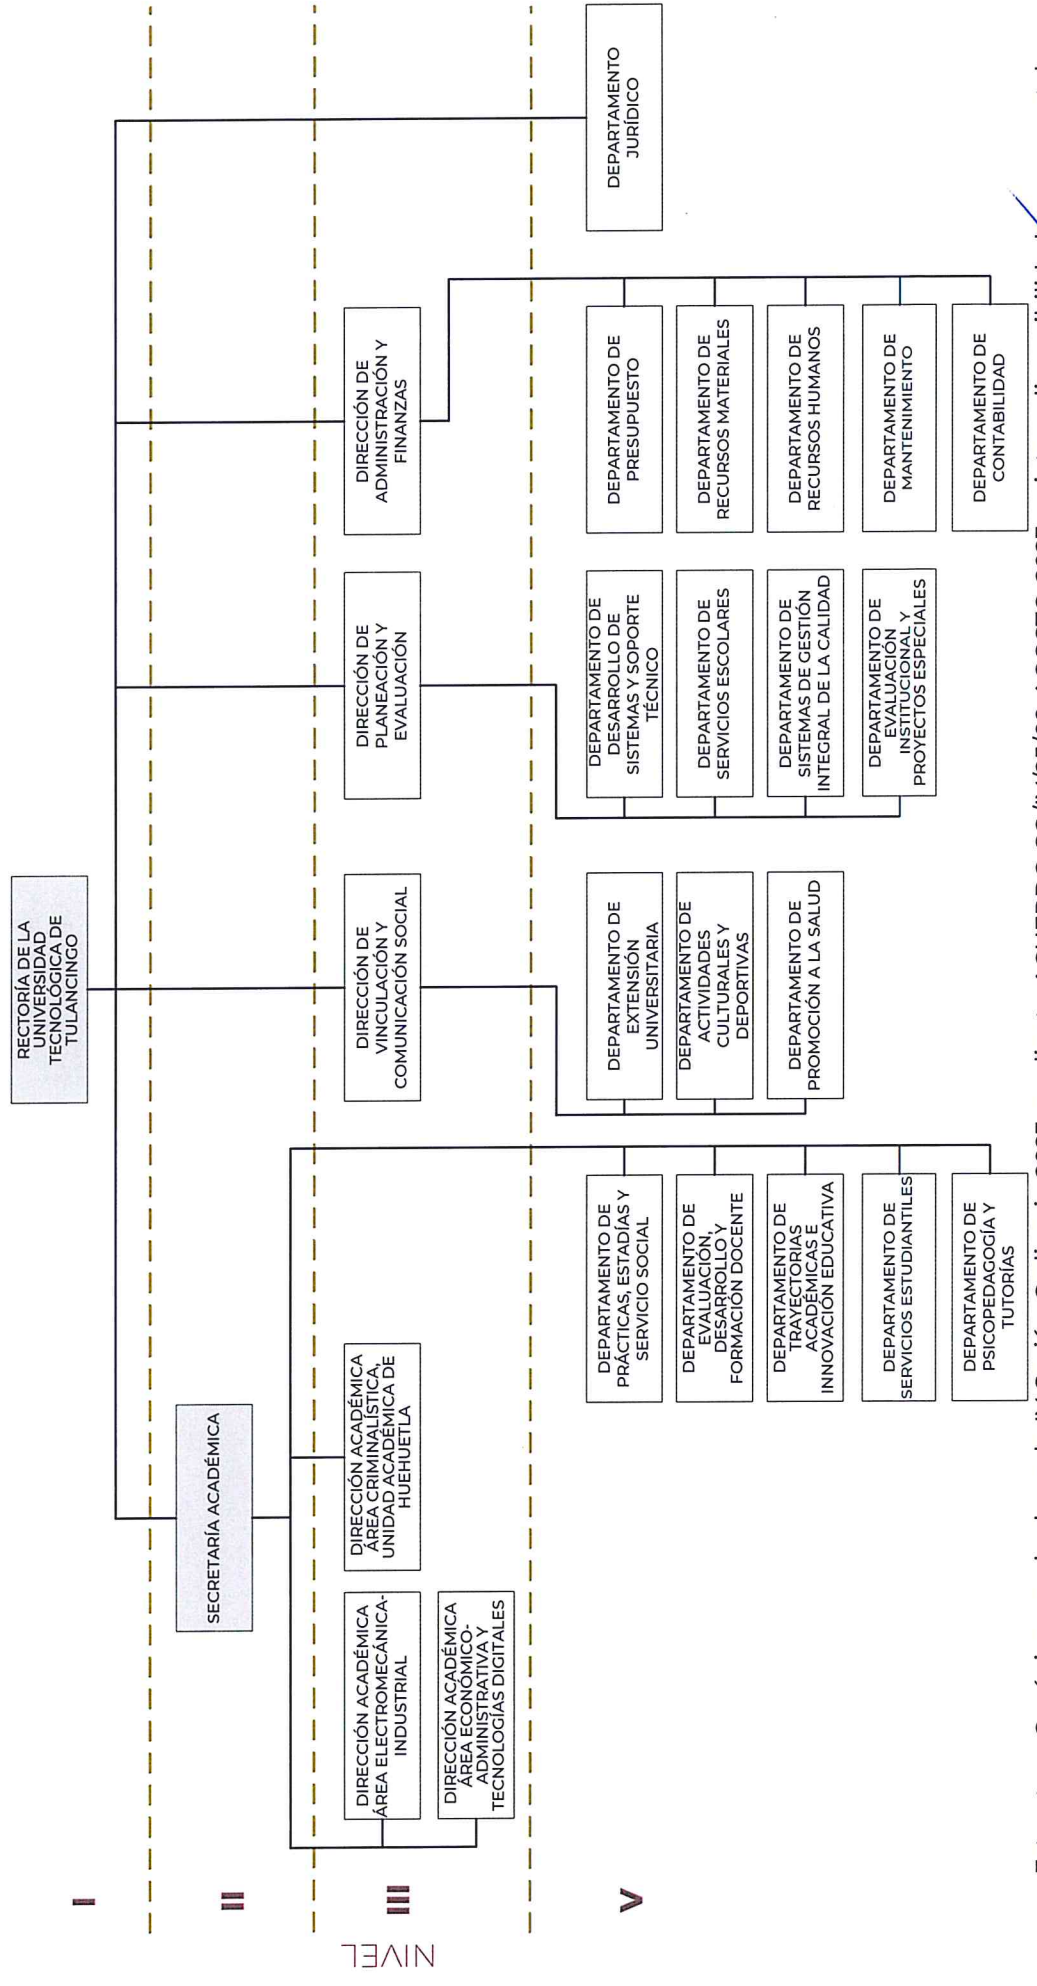 RECTORÍA DE LA
UNIVERSIDAD
TECNOLÓGICA DE
TULANCINGO
I
SECRETARÍA ACADÉMICA
II
NIVEL
III
DIRECCIÓN ACADÉMICA
ÁREA ELECTROMECÁNICA-
INDUSTRIAL
DIRECCIÓN ACADÉMICA
ÁREA ECONÓMICO-
ADMINISTRATIVA Y
TECNOLOGÍAS DIGITALES
DIRECCIÓN ACADÉMICA
ÁREA CRIMINALÍSTICA,
UNIDAD ACADÉMICA DE
HUEHUETLA
DIRECCIÓN DE
VINCULACIÓN Y
COMUNICACIÓN SOCIAL
DIRECCIÓN DE
PLANEACIÓN Y
EVALUACIÓN
DIRECCIÓN DE
ADMINISTRACIÓN Y
FINANZAS
V
DEPARTAMENTO DE
PRÁCTICAS, ESTADÍAS Y
SERVICIO SOCIAL
DEPARTAMENTO DE
EVALUACIÓN,
DESARROLLO Y
FORMACIÓN DOCENTE
DEPARTAMENTO DE
TRAYECTORIAS
ACADÉMICAS E
INNOVACIÓN EDUCATIVA
DEPARTAMENTO DE
SERVICIOS ESTUDIANTILES
DEPARTAMENTO DE
PSICOPEDAGOGÍA Y
TUTORÍAS
DEPARTAMENTO DE
EXTENSIÓN
UNIVERSITARIA
DEPARTAMENTO DE
ACTIVIDADES
CULTURALES Y
DEPORTIVAS
DEPARTAMENTO DE
PROMOCIÓN A LA SALUD
DEPARTAMENTO DE
DESARROLLO DE
SISTEMAS Y SOPORTE
TÉCNICO
DEPARTAMENTO DE
SERVICIOS ESCOLARES
DEPARTAMENTO DE
SISTEMAS DE GESTIÓN
INTEGRAL DE LA CALIDAD
DEPARTAMENTO DE
EVALUACIÓN
INSTITUCIONAL Y
PROYECTOS ESPECIALES
DEPARTAMENTO DE
PRESUPUESTO
DEPARTAMENTO DE
RECURSOS MATERIALES
DEPARTAMENTO DE
RECURSOS HUMANOS
DEPARTAMENTO DE
MANTENIMIENTO
DEPARTAMENTO DE
CONTABILIDAD
DEPARTAMENTO
JURÍDICO